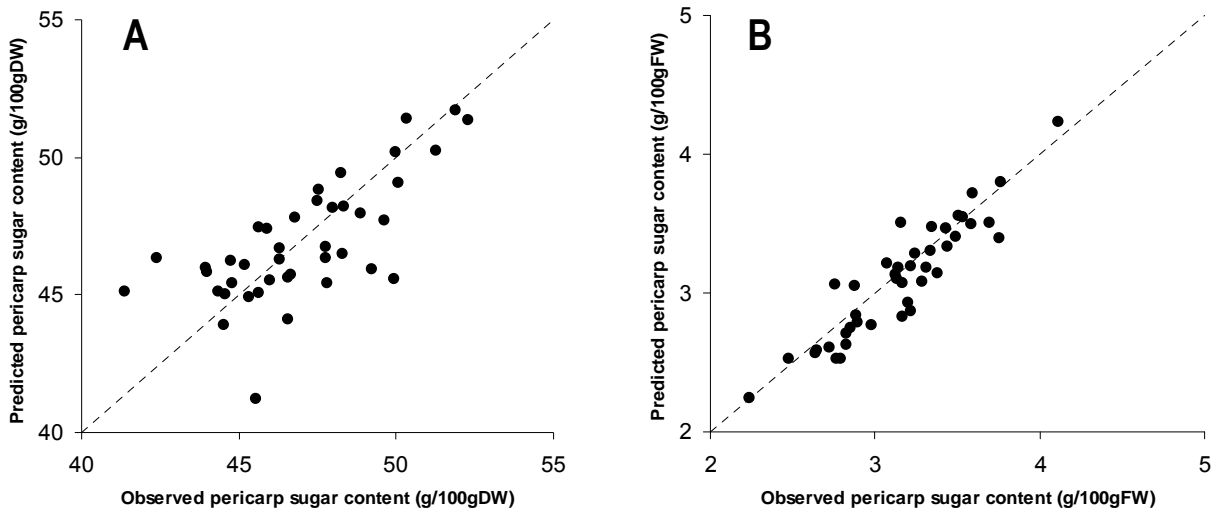 A
Predicted pericarp sugar content (g/100gDW)
55
50
45
40
40 45 50 55
Observed pericarp sugar content (g/100gDW)
B
Predicted pericarp sugar content (g/100gFW)
5
4
3
2
2 3 4 5
Observed pericarp sugar content (g/100gFW)